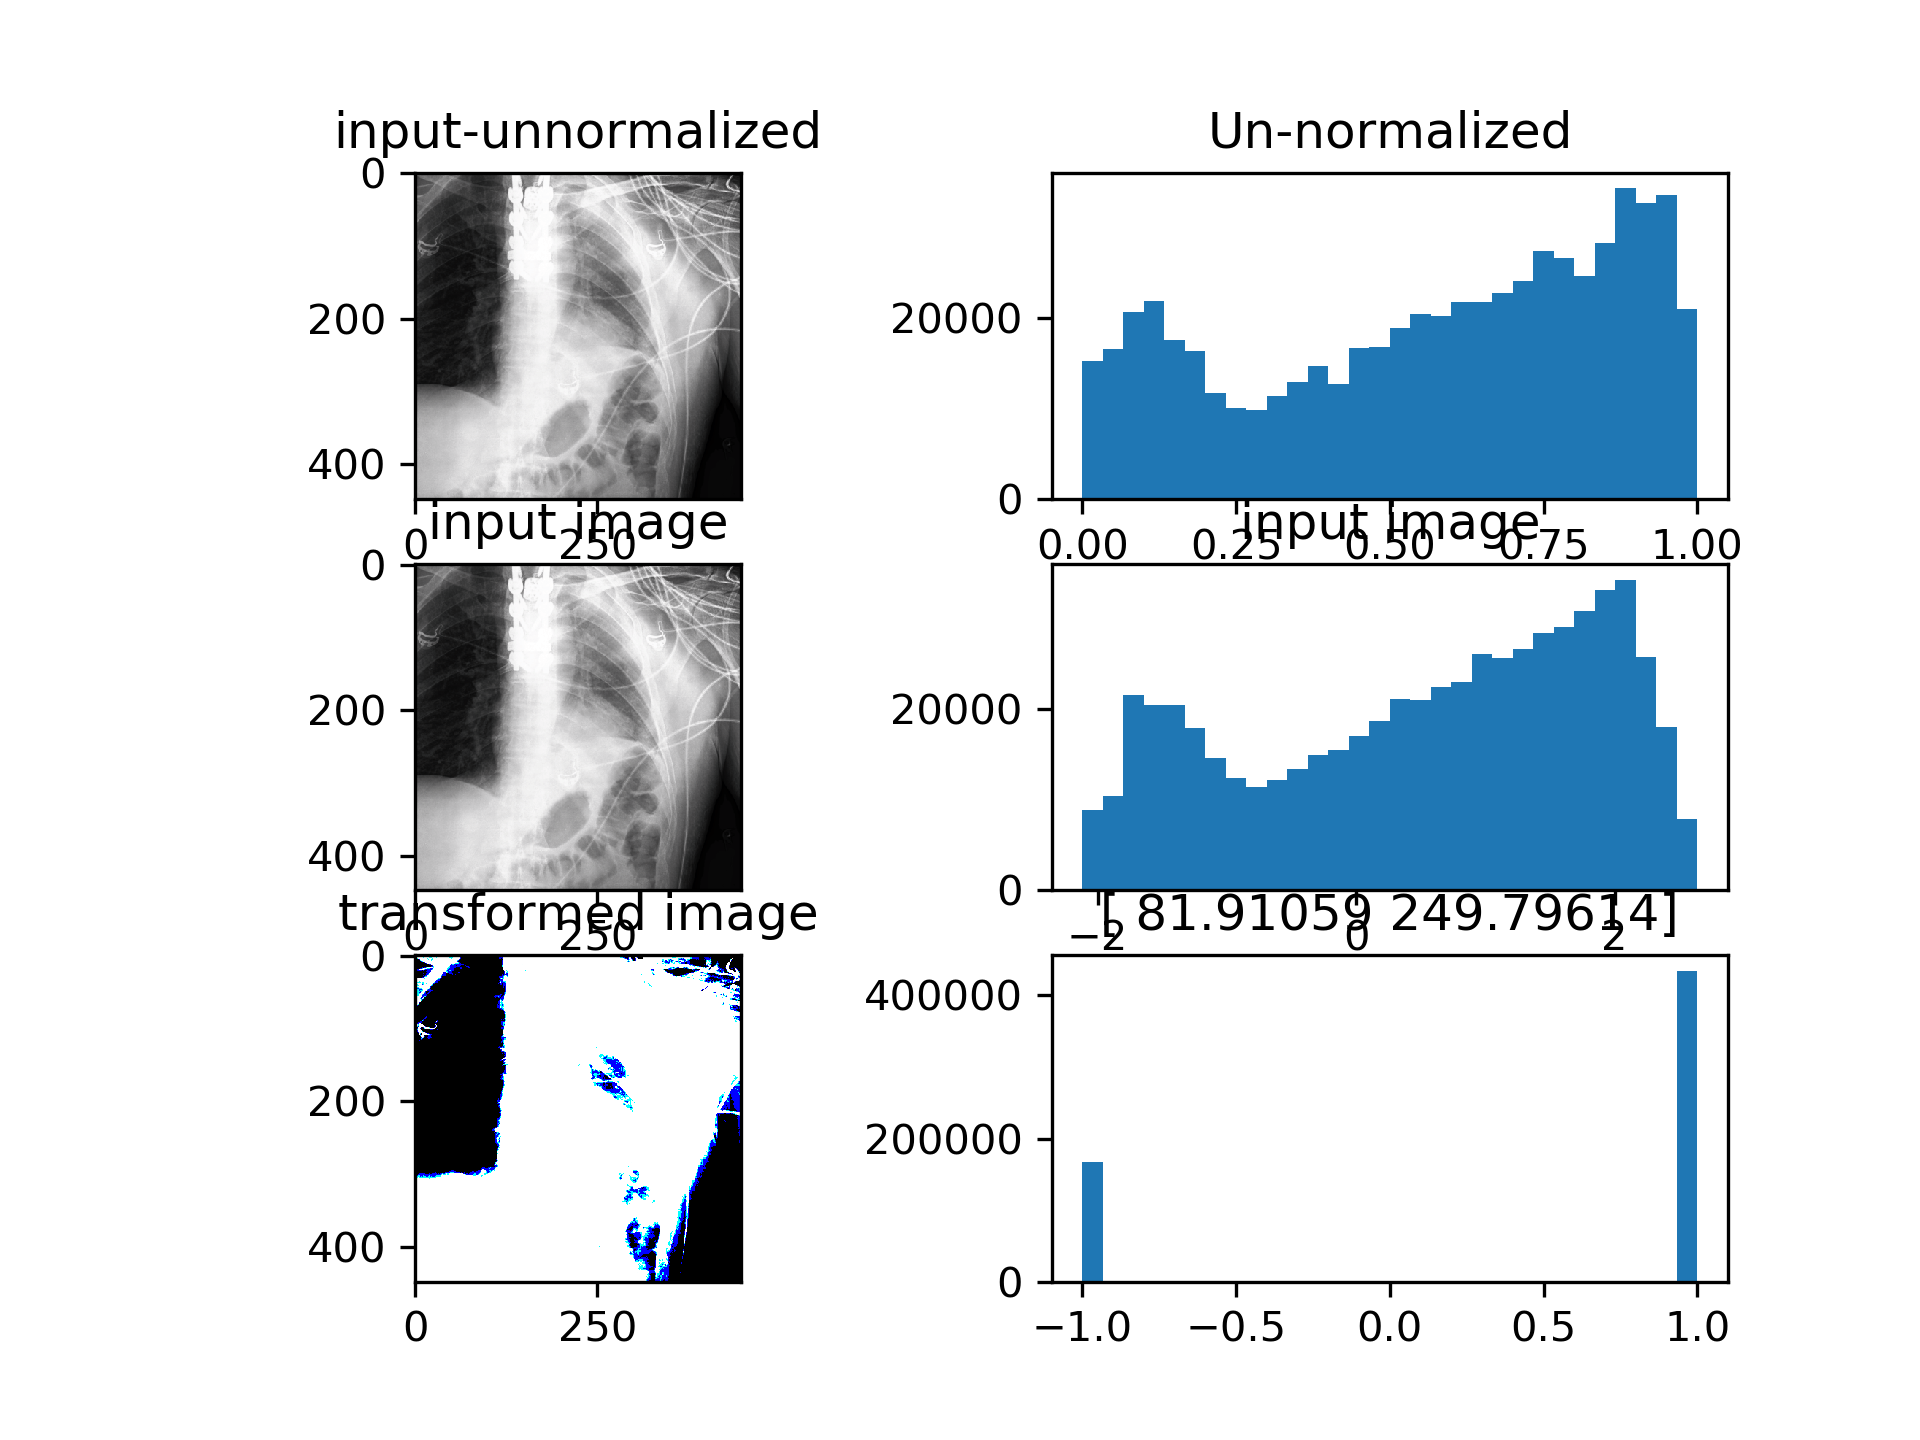 input-unnormalized
Un-normalized
0
200
400
0 250
20000
0
0.00 0.25 0.50 0.75 1.00
input image
input image
0
200
400
0 250
20000
0
−2 0 2
transformed image
[ 81.91059 249.79614]
0
200
400
0 250
400000
200000
0
−1.0 −0.5 0.0 0.5 1.0